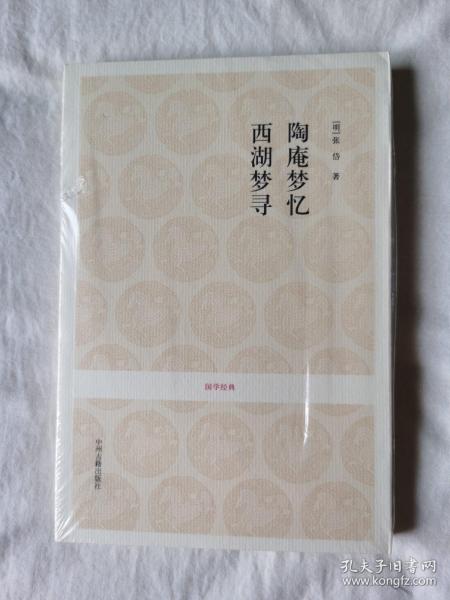 [明]张岱 著
陶庵梦忆
西湖梦寻
国学经典
中州古籍出版社
孔夫子旧书网
www.kongfz.com